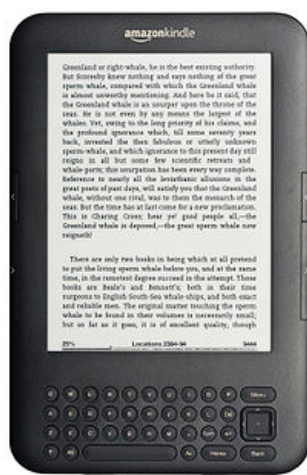 amazonkindle
Greenland or right-whale, he is the best existing authority.
But Scoresby knew nothing and says nothing of the great
sperm whale, compared with which the Greenland whale
is almost unworthy mentioning. And here be it said, that
the Greenland whale is an usurper upon the throne of the
seas. He is not even by any means the largest of the
whales. Yet, owing to the long priority of his claims, and
the profound ignorance which, till some seventy years
back, invested the then fabulous or utterly unknown
sperm-whale, and which ignorance to this present day still
reigns in all but some few scientific retreats and
whale-ports; this usurpation has been every way complete.
Reference to nearly all the leviathanic allusions in the
great poets of past days, will satisfy you that the Greenland
whale, without one rival, was to them the monarch of the
seas. But the time has at last come for a new proclamation.
This is Charing Cross; hear ye! good people all,—the
Greenland whale is deposed,—the great sperm whale now
reigneth!
There are only two books in being which at all pretend
to put the living sperm whale before you, and at the same
time, in the remotest degree succeed in the attempt. Those
books are Beale's and Bennett's; both in their time
surgeons to English South-Sea whale-ships, and both exact
and reliable men. The original matter touching the sperm
whale to be found in their volumes is necessarily small;
but so far as it goes, it is of excellent quality, though
25% Locations 2384-94 9444
Q W E R T Y U I O P Menu
A S D F G H J K L Del
Z X C V B N M Sym
Alt Aa Home Back